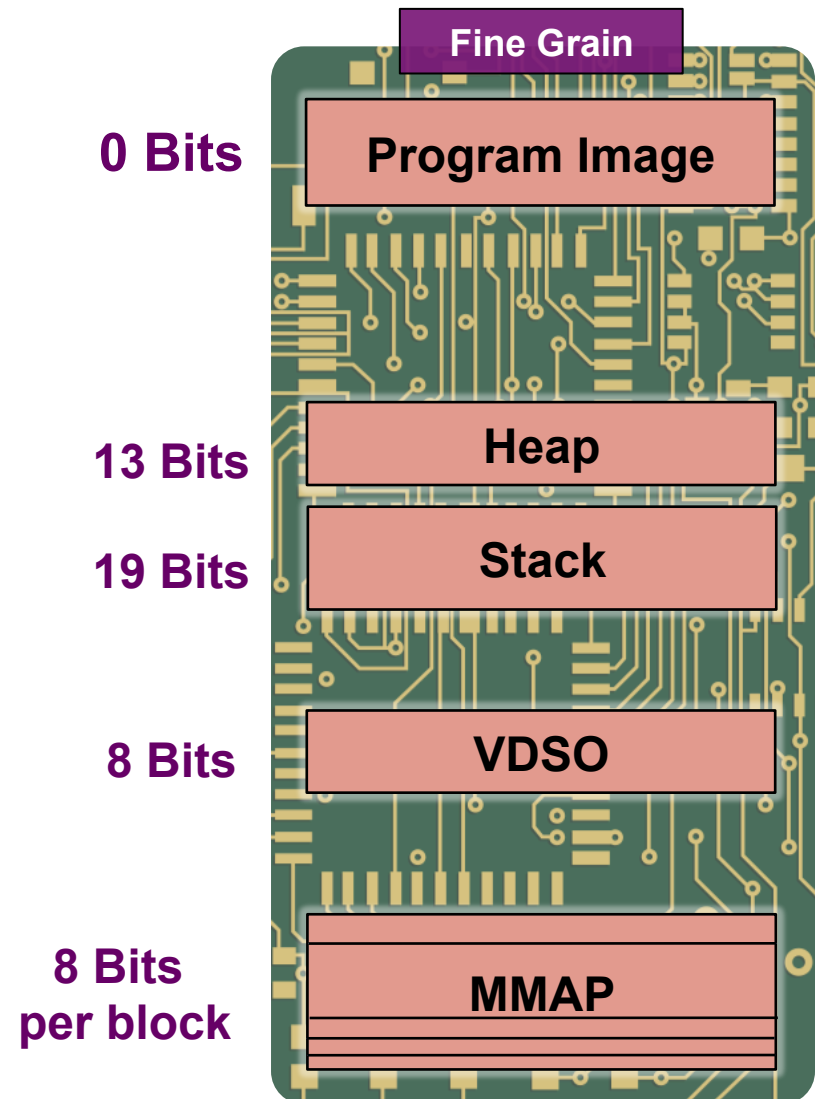 Fine Grain
0 Bits
Program Image
13 Bits
Heap
19 Bits
Stack
8 Bits
VDSO
8 Bits
per block
MMAP